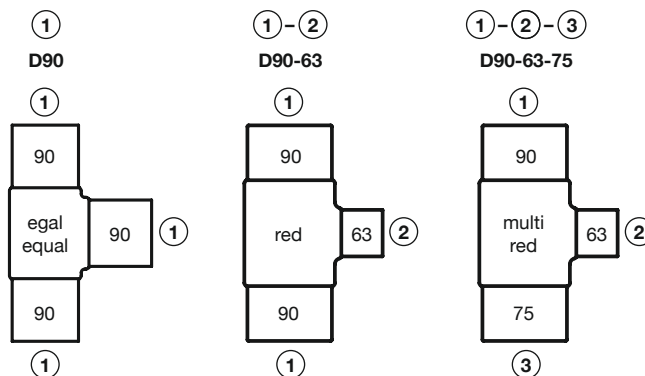 1
D90
1
90
egal
equal
90
1
90
1
1 – 2
D90-63
1
90
red
63
2
90
1
1 – 2 – 3
D90-63-75
1
90
multi
red
63
2
75
3